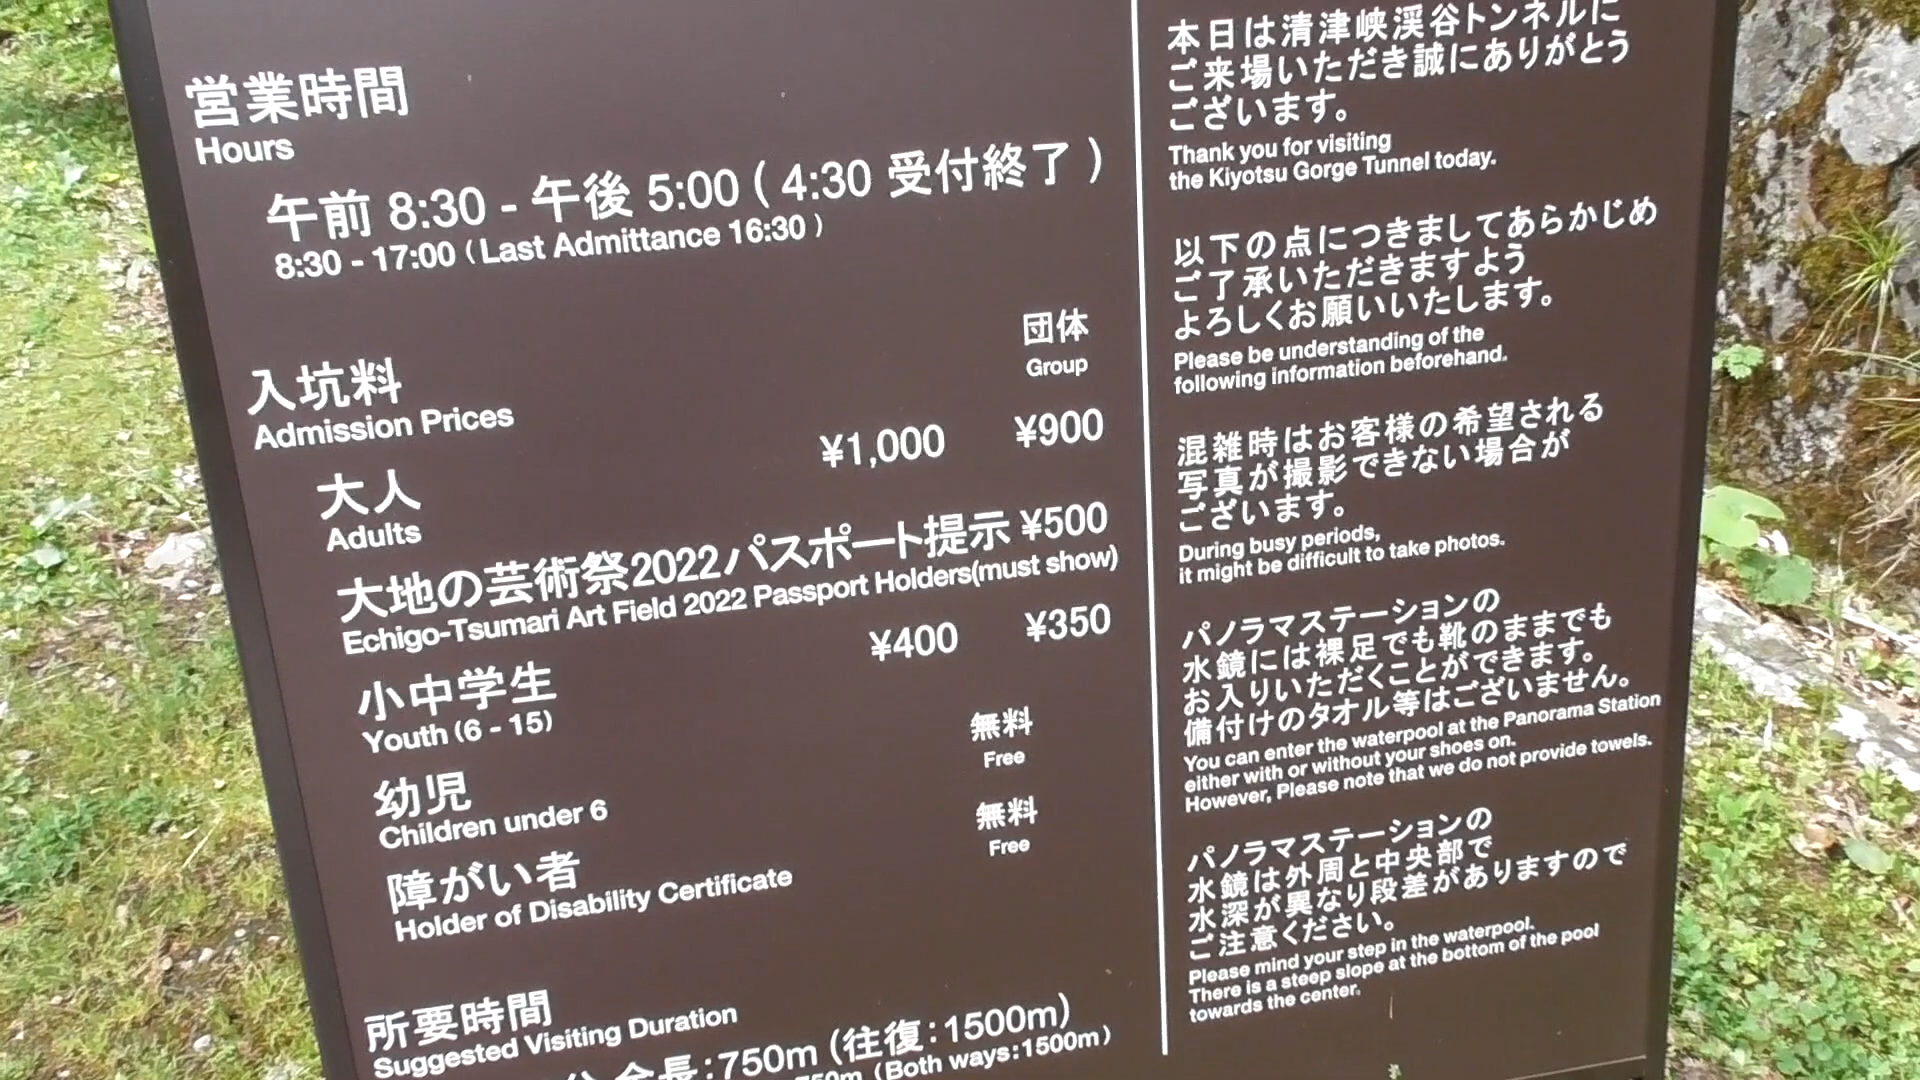 営業時間
Hours
午前 8:30 - 午後 5:00 ( 4:30 受付終了 )
8:30 - 17:00 ( Last Admittance 16:30 )
団体
Group
入坑料
Admission Prices
¥1,000 ¥900
大人
Adults
大地の芸術祭2022パスポート提示 ¥500
Echigo-Tsumari Art Field 2022 Passport Holders(must show)
¥400 ¥350
小中学生
Youth (6 - 15)
無料
Free
幼児
Children under 6
無料
Free
障がい者
Holder of Disability Certificate
所要時間
Suggested Visiting Duration
全長:750m (往復:1500m)
750m (Both ways:1500m)
本日は清津峡渓谷トンネルに
ご来場いただき誠にありがとう
ございます。
Thank you for visiting
the Kiyotsu Gorge Tunnel today.
以下の点につきましてあらかじめ
ご了承いただきますよう
よろしくお願いいたします。
Please be understanding of the
following information beforehand.
混雑時はお客様の希望される
写真が撮影できない場合が
ございます。
During busy periods,
it might be difficult to take photos.
パノラマステーションの
水鏡には裸足でも靴のままでも
お入りいただくことができます。
備付けのタオル等はございません。
You can enter the waterpool at the Panorama Station
either with or without your shoes on.
However, Please note that we do not provide towels.
パノラマステーションの
水鏡は外周と中央部で
水深が異なり段差がありますので
ご注意ください。
Please mind your step in the waterpool.
There is a steep slope at the bottom of the pool
towards the center.